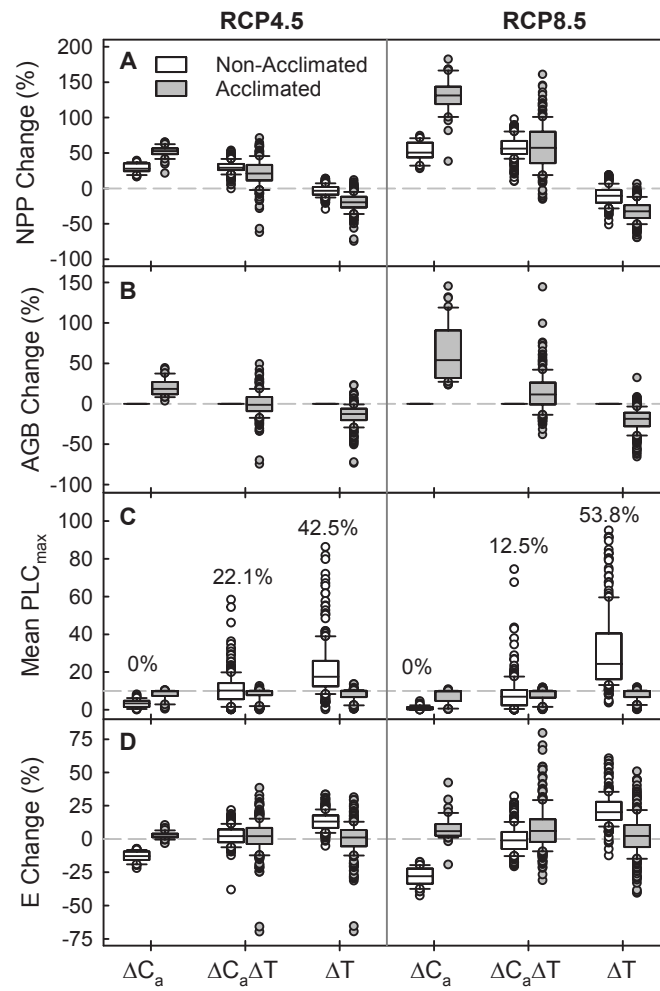 RCP4.5 RCP8.5
A
Non-Acclimated
Acclimated
NPP Change (%)
200
150
100
50
0
-50
-100
B
AGB Change (%)
150
100
50
0
-50
-100
C
Mean PLCmax
100
80
60
40
20
0
0% 22.1% 42.5% 0% 12.5% 53.8%
D
E Change (%)
75
50
25
0
-25
-50
-75
ΔCa ΔCaΔT ΔT ΔCa ΔCaΔT ΔT